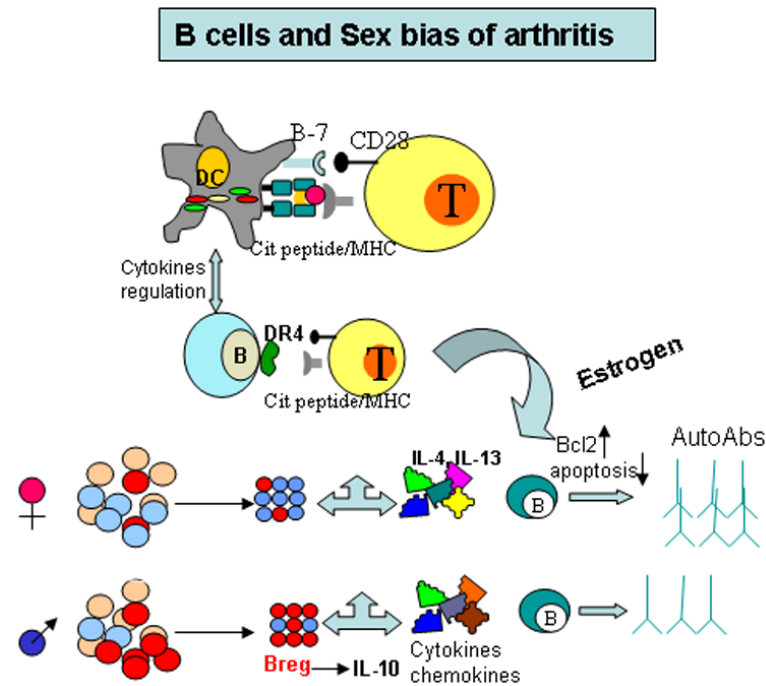 B cells and Sex bias of arthritis
B-7
CD28
DC
T
Cit peptide/MHC
Cytokines
regulation
DR4
B
T
Cit peptide/MHC
Estrogen
Bcl2
apoptosis
AutoAbs
IL-4, IL-13
B
B
Breg
IL-10
Cytokines
chemokines